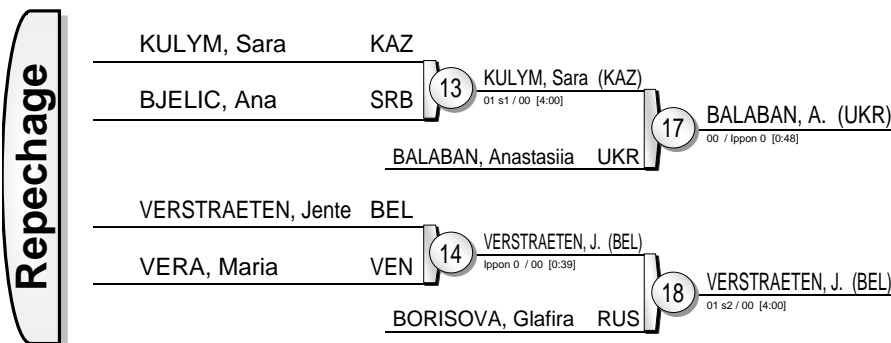 Repechage
KULYM, Sara KAZ
BJELIC, Ana SRB
13
KULYM, Sara (KAZ)
01 s1 / 00 [4:00]
BALABAN, Anastasiia UKR
17
BALABAN, A. (UKR)
00 / Ippon 0 [0:48]
VERSTRAETEN, Jente BEL
VERA, Maria VEN
14
VERSTRAETEN, J. (BEL)
Ippon 0 / 00 [0:39]
BORISOVA, Glafira RUS
18
VERSTRAETEN, J. (BEL)
01 s2 / 00 [4:00]